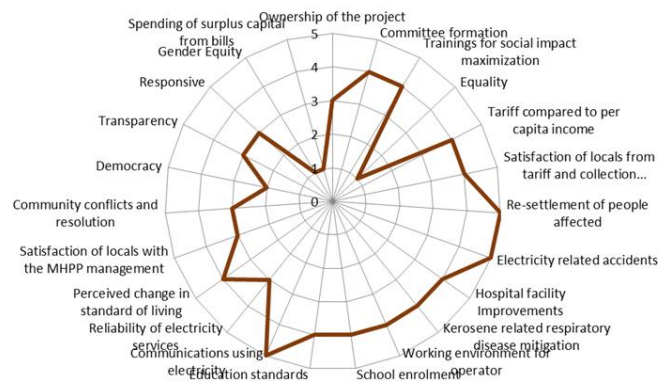 Ownership of the project
Committee formation
Trainings for social impact
maximization
Equality
Tariff compared to per
capita income
Satisfaction of locals from
tariff and collection...
Re-settlement of people
affected
Electricity related accidents
Hospital facility
Improvements
Kerosene related respiratory
disease mitigation
Working environment for
operator
School enrolment
Education standards
Communications using
electricity
Reliability of electricity
services
Perceived change in
standard of living
Satisfaction of locals with
the MHPP management
Community conflicts and
resolution
Democracy
Transparency
Responsive
Gender Equity
Spending of surplus capital
from bills
5
4
3
2
1
0